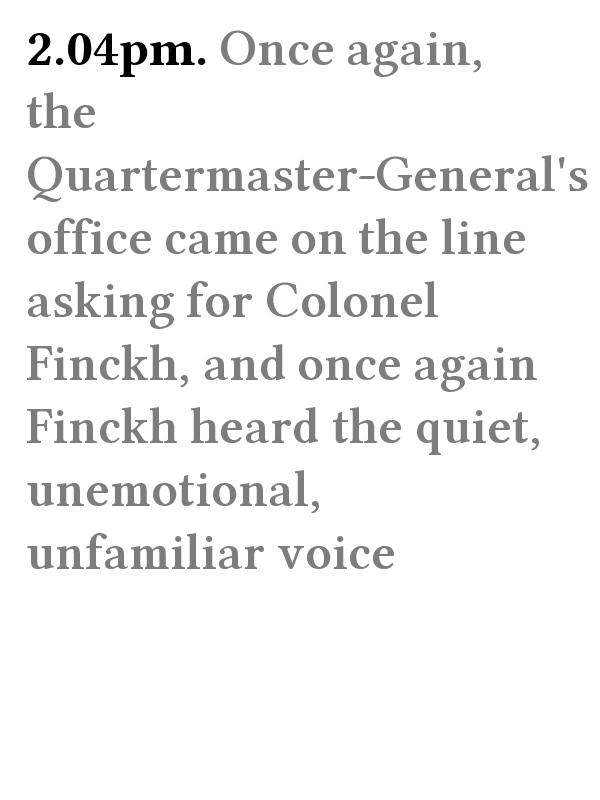 2.04pm. Once again,
the
Quartermaster-General's
office came on the line
asking for Colonel
Finckh, and once again
Finckh heard the quiet,
unemotional,
unfamiliar voice